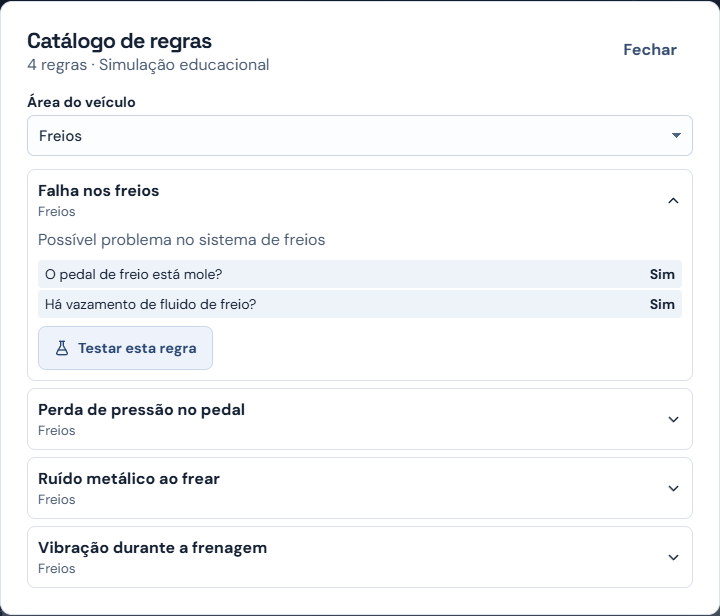 Catálogo de regras
4 regras · Simulação educacional
Fechar
Área do veículo
Freios
Falha nos freios
Freios
Possível problema no sistema de freios
O pedal de freio está mole? Sim
Há vazamento de fluido de freio? Sim
Testar esta regra
Perda de pressão no pedal
Freios
Ruído metálico ao frear
Freios
Vibração durante a frenagem
Freios